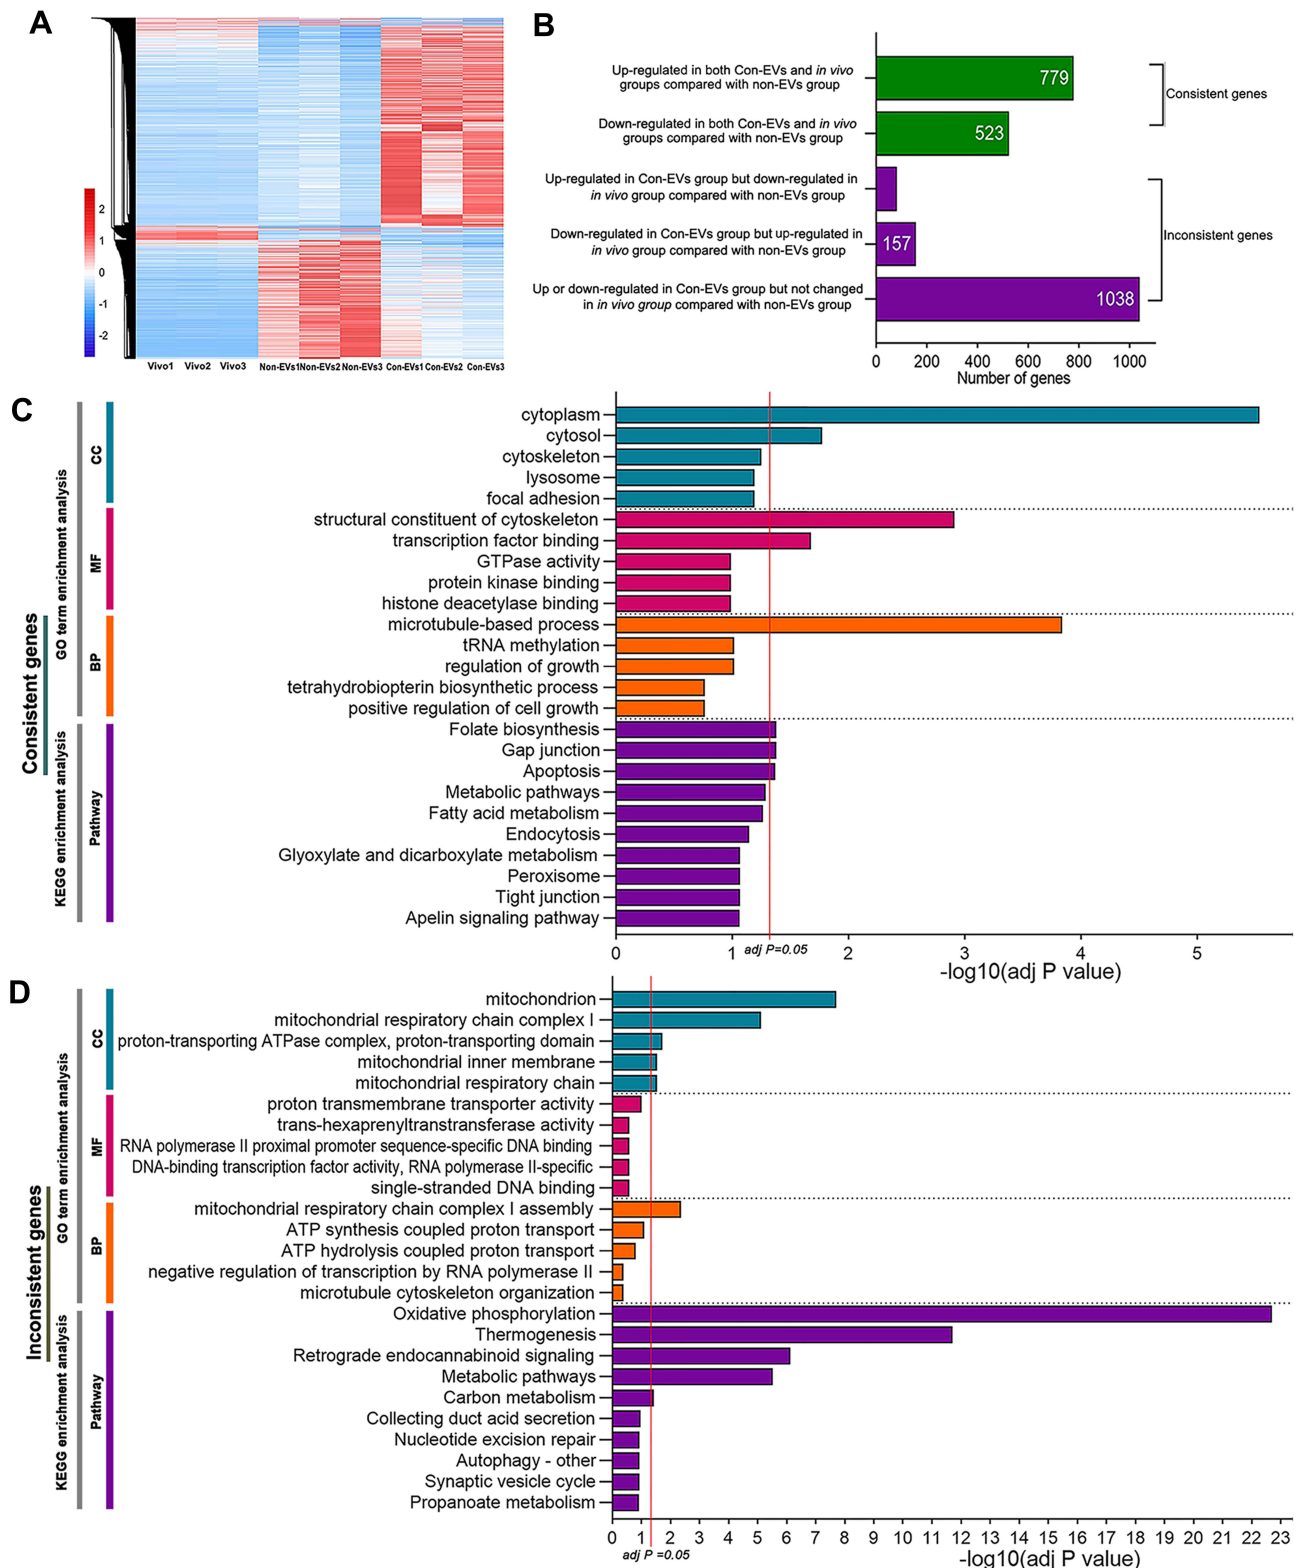 A
2
1
0
-1
-2
Vivo1 Vivo2 Vivo3 Non-EVs1 Non-EVs2 Non-EVs3 Con-EVs1 Con-EVs2 Con-EVs3
B
Up-regulated in both Con-EVs and in vivo
groups compared with non-EVs group
Down-regulated in both Con-EVs and in vivo
groups compared with non-EVs group
Up-regulated in Con-EVs group but down-regulated in
in vivo group compared with non-EVs group
Down-regulated in Con-EVs group but up-regulated in
in vivo group compared with non-EVs group
Up or down-regulated in Con-EVs group but not changed
in in vivo group compared with non-EVs group
779
523
157
1038
Consistent genes
Inconsistent genes
0 200 400 600 800 1000
Number of genes
C
Consistent genes
GO term enrichment analysis
KEGG enrichment analysis
CC
MF
BP
Pathway
cytoplasm
cytosol
cytoskeleton
lysosome
focal adhesion
structural constituent of cytoskeleton
transcription factor binding
GTPase activity
protein kinase binding
histone deacetylase binding
microtubule-based process
tRNA methylation
regulation of growth
tetrahydrobiopterin biosynthetic process
positive regulation of cell growth
Folate biosynthesis
Gap junction
Apoptosis
Metabolic pathways
Fatty acid metabolism
Endocytosis
Glyoxylate and dicarboxylate metabolism
Peroxisome
Tight junction
Apelin signaling pathway
0 1 2 3 4 5
adj P=0.05
-log10(adj P value)
D
Inconsistent genes
GO term enrichment analysis
KEGG enrichment analysis
CC
MF
BP
Pathway
mitochondrion
mitochondrial respiratory chain complex I
proton-transporting ATPase complex, proton-transporting domain
mitochondrial inner membrane
mitochondrial respiratory chain
proton transmembrane transporter activity
trans-hexaprenyltranstransferase activity
RNA polymerase II proximal promoter sequence-specific DNA binding
DNA-binding transcription factor activity, RNA polymerase II-specific
single-stranded DNA binding
mitochondrial respiratory chain complex I assembly
ATP synthesis coupled proton transport
ATP hydrolysis coupled proton transport
negative regulation of transcription by RNA polymerase II
microtubule cytoskeleton organization
Oxidative phosphorylation
Thermogenesis
Retrograde endocannabinoid signaling
Metabolic pathways
Carbon metabolism
Collecting duct acid secretion
Nucleotide excision repair
Autophagy - other
Synaptic vesicle cycle
Propanoate metabolism
0 1 2 3 4 5 6 7 8 9 10 11 12 13 14 15 16 17 18 19 20 21 22 23
adj P =0.05
-log10(adj P value)